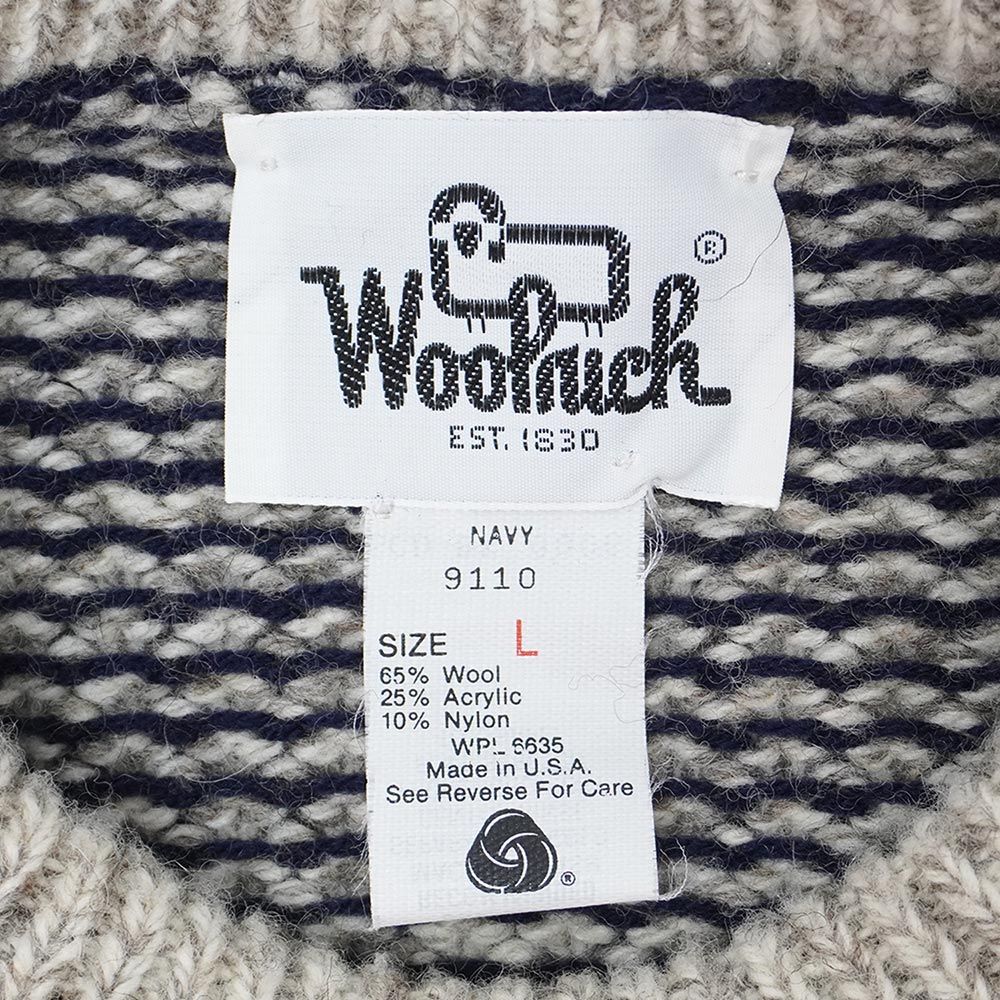 ®
Woolrich
EST. 1830
NAVY
9110
SIZE L
65% Wool
25% Acrylic
10% Nylon
WPL 6635
Made in U.S.A.
See Reverse For Care
®